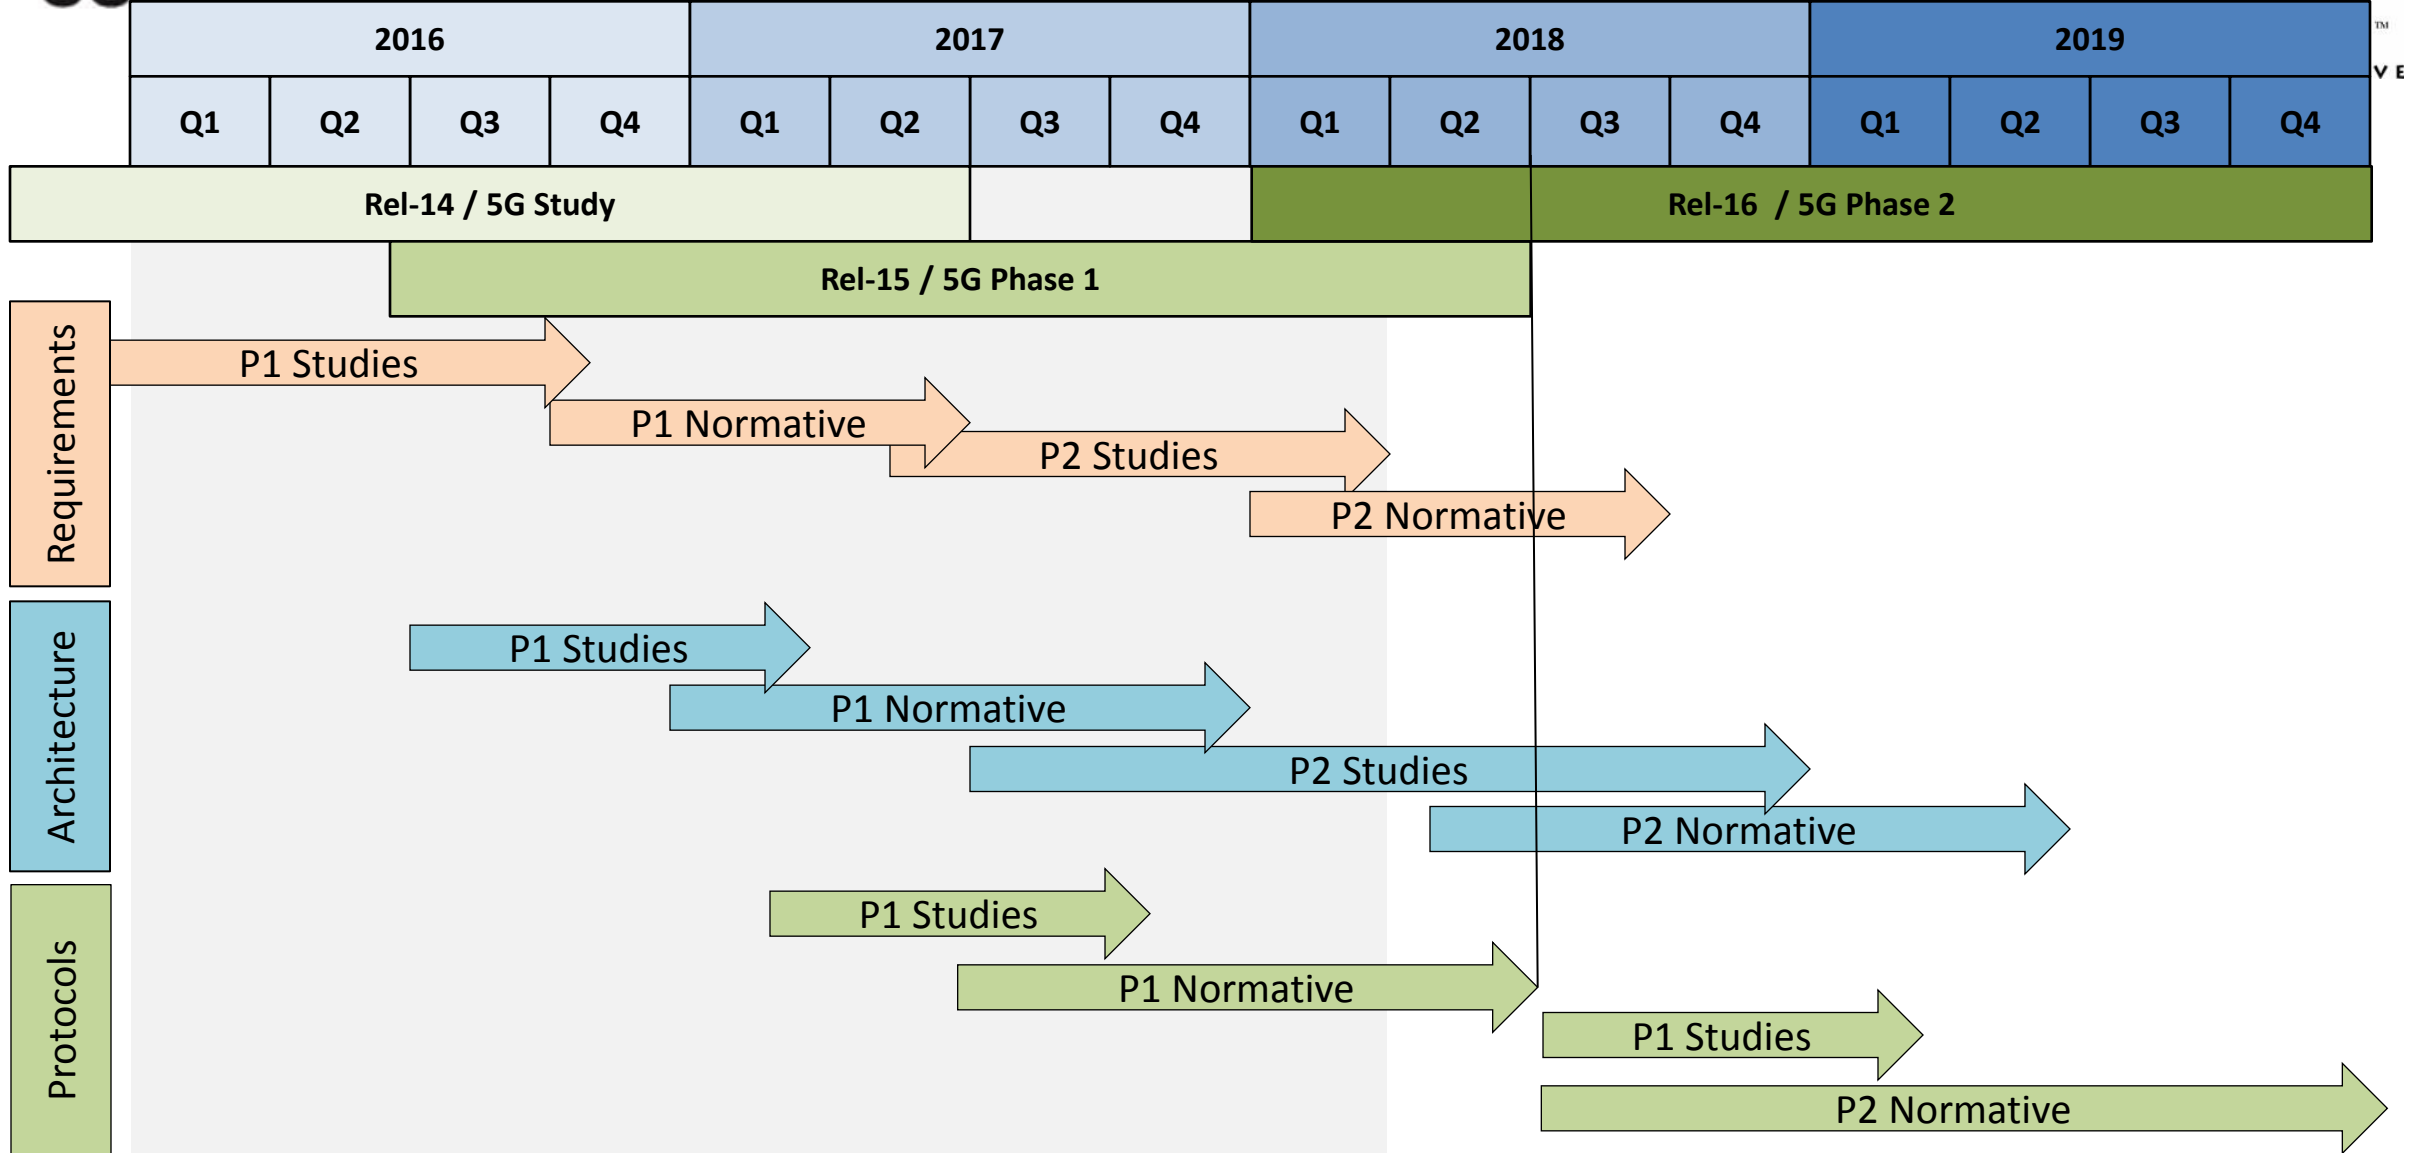 2016 2017 2018 2019
™
V E
Q1 Q2 Q3 Q4 Q1 Q2 Q3 Q4 Q1 Q2 Q3 Q4 Q1 Q2 Q3 Q4
Rel-14 / 5G Study
Rel-16 / 5G Phase 2
Rel-15 / 5G Phase 1
Requirements
P1 Studies
P1 Normative
P2 Studies
P2 Normative
Architecture
P1 Studies
P1 Normative
P2 Studies
P2 Normative
Protocols
P1 Studies
P1 Normative
P1 Studies
P2 Normative